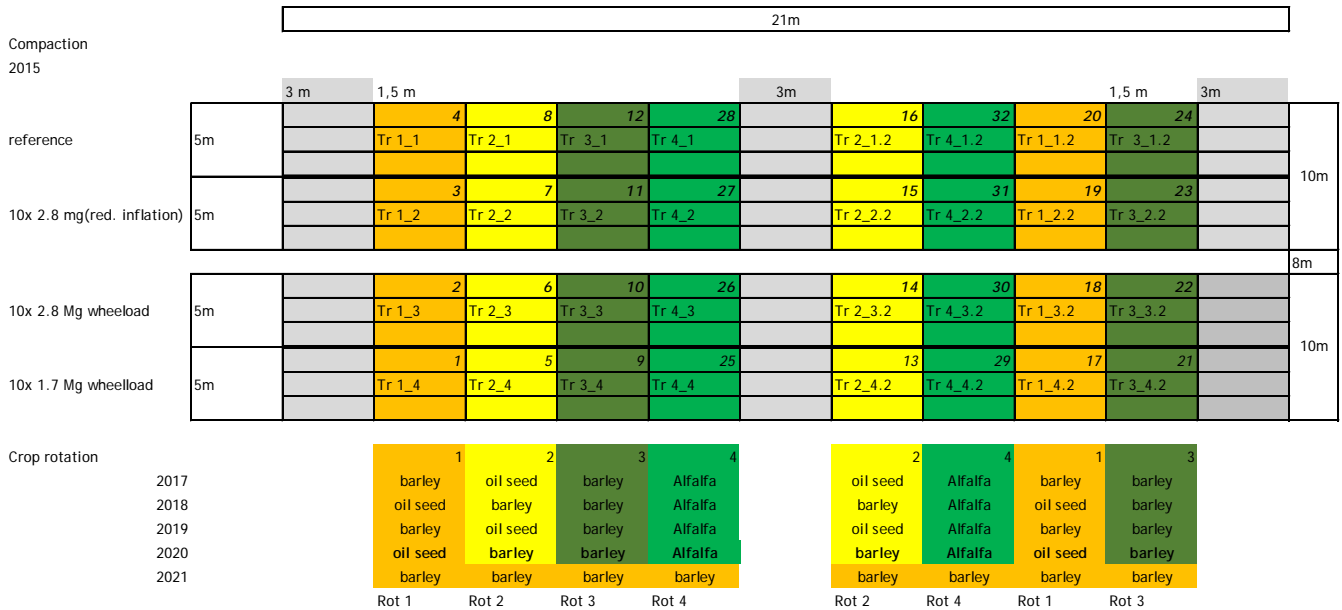 21m
Compaction
2015
3 m 1,5 m 3m 1,5 m 3m
4 8 12 28 16 32 20 24
reference 5m Tr 1_1 Tr 2_1 Tr 3_1 Tr 4_1 Tr 2_1.2 Tr 4_1.2 Tr 1_1.2 Tr 3_1.2
10m
3 7 11 27 15 31 19 23
10x 2.8 mg(red. inflation) 5m Tr 1_2 Tr 2_2 Tr 3_2 Tr 4_2 Tr 2_2.2 Tr 4_2.2 Tr 1_2.2 Tr 3_2.2
8m
2 6 10 26 14 30 18 22
10x 2.8 Mg wheeload 5m Tr 1_3 Tr 2_3 Tr 3_3 Tr 4_3 Tr 2_3.2 Tr 4_3.2 Tr 1_3.2 Tr 3_3.2
10m
1 5 9 25 13 29 17 21
10x 1.7 Mg wheelload 5m Tr 1_4 Tr 2_4 Tr 3_4 Tr 4_4 Tr 2_4.2 Tr 4_4.2 Tr 1_4.2 Tr 3_4.2
Crop rotation 1 2 3 4 2 4 1 3
2017 barley oil seed barley Alfalfa oil seed Alfalfa barley barley
2018 oil seed barley barley Alfalfa barley Alfalfa oil seed barley
2019 barley oil seed barley Alfalfa oil seed Alfalfa barley barley
2020 oil seed barley barley Alfalfa barley Alfalfa oil seed barley
2021 barley barley barley barley barley barley barley barley
Rot 1 Rot 2 Rot 3 Rot 4 Rot 2 Rot 4 Rot 1 Rot 3